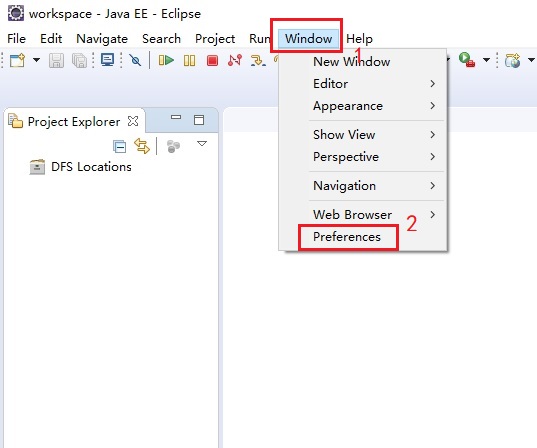 workspace - Java EE - Eclipse
File Edit Navigate Search Project Run Window Help
1
New Window
Editor
Appearance
Show View
Perspective
Navigation
Web Browser
2
Preferences
Project Explorer
DFS Locations